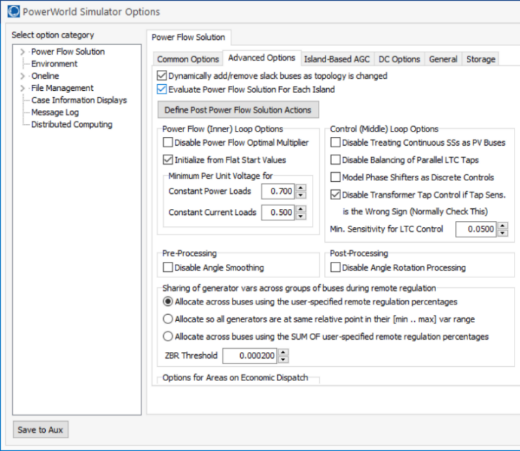 PowerWorld Simulator Options
Select option category
Power Flow Solution
Environment
Oneline
File Management
Case Information Displays
Message Log
Distributed Computing
Power Flow Solution
Common Options Advanced Options Island-Based AGC DC Options General Storage
Dynamically add/remove slack buses as topology is changed
Evaluate Power Flow Solution For Each Island
Define Post Power Flow Solution Actions
Power Flow (Inner) Loop Options
Disable Power Flow Optimal Multiplier
Initialize from Flat Start Values
Minimum Per Unit Voltage for
Constant Power Loads 0.700
Constant Current Loads 0.500
Control (Middle) Loop Options
Disable Treating Continuous SSs as PV Buses
Disable Balancing of Parallel LTC Taps
Model Phase Shifters as Discrete Controls
Disable Transformer Tap Control if Tap Sens.
is the Wrong Sign (Normally Check This)
Min. Sensitivity for LTC Control 0.0500
Pre-Processing
Disable Angle Smoothing
Post-Processing
Disable Angle Rotation Processing
Sharing of generator vars across groups of buses during remote regulation
Allocate across buses using the user-specified remote regulation percentages
Allocate so all generators are at same relative point in their [min .. max] var range
Allocate across buses using the SUM OF user-specified remote regulation percentages
ZBR Threshold 0.000200
Options for Areas on Economic Dispatch
Save to Aux